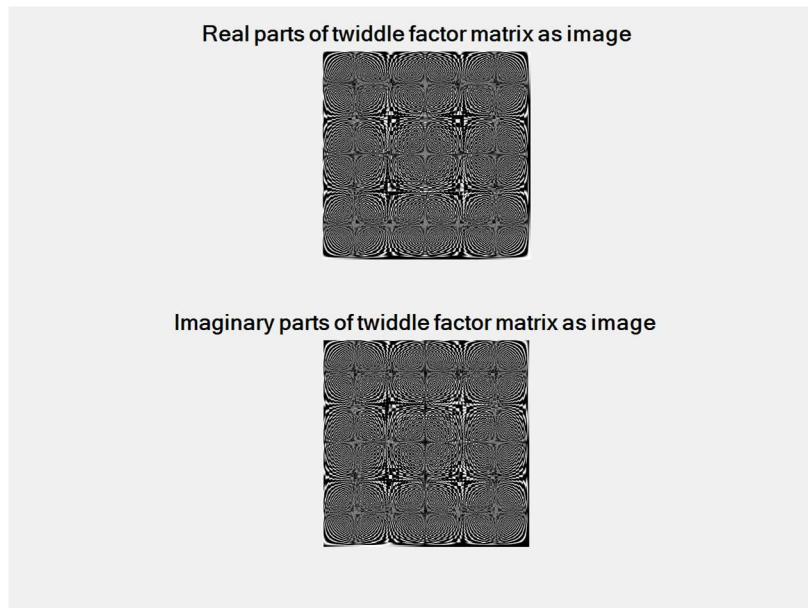 Real parts of twiddle factor matrix as image
Imaginary parts of twiddle factor matrix as image